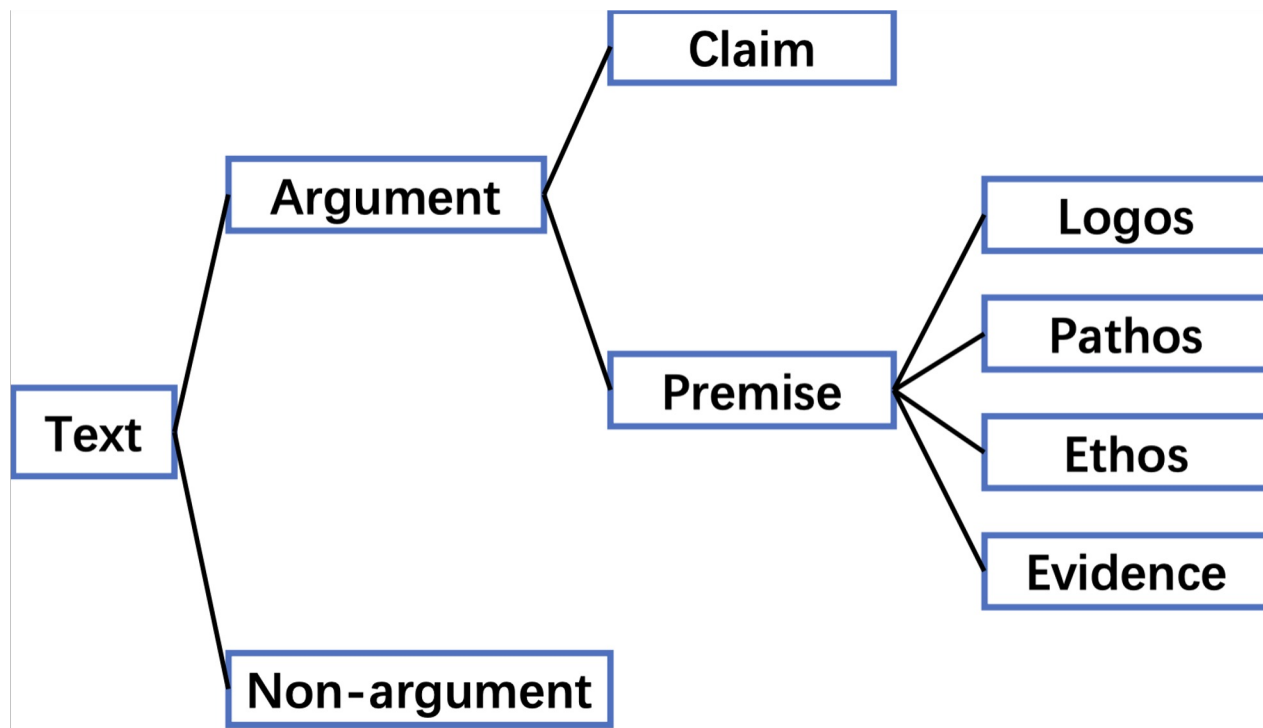 Claim
Argument
Logos
Pathos
Premise
Text
Ethos
Evidence
Non-argument